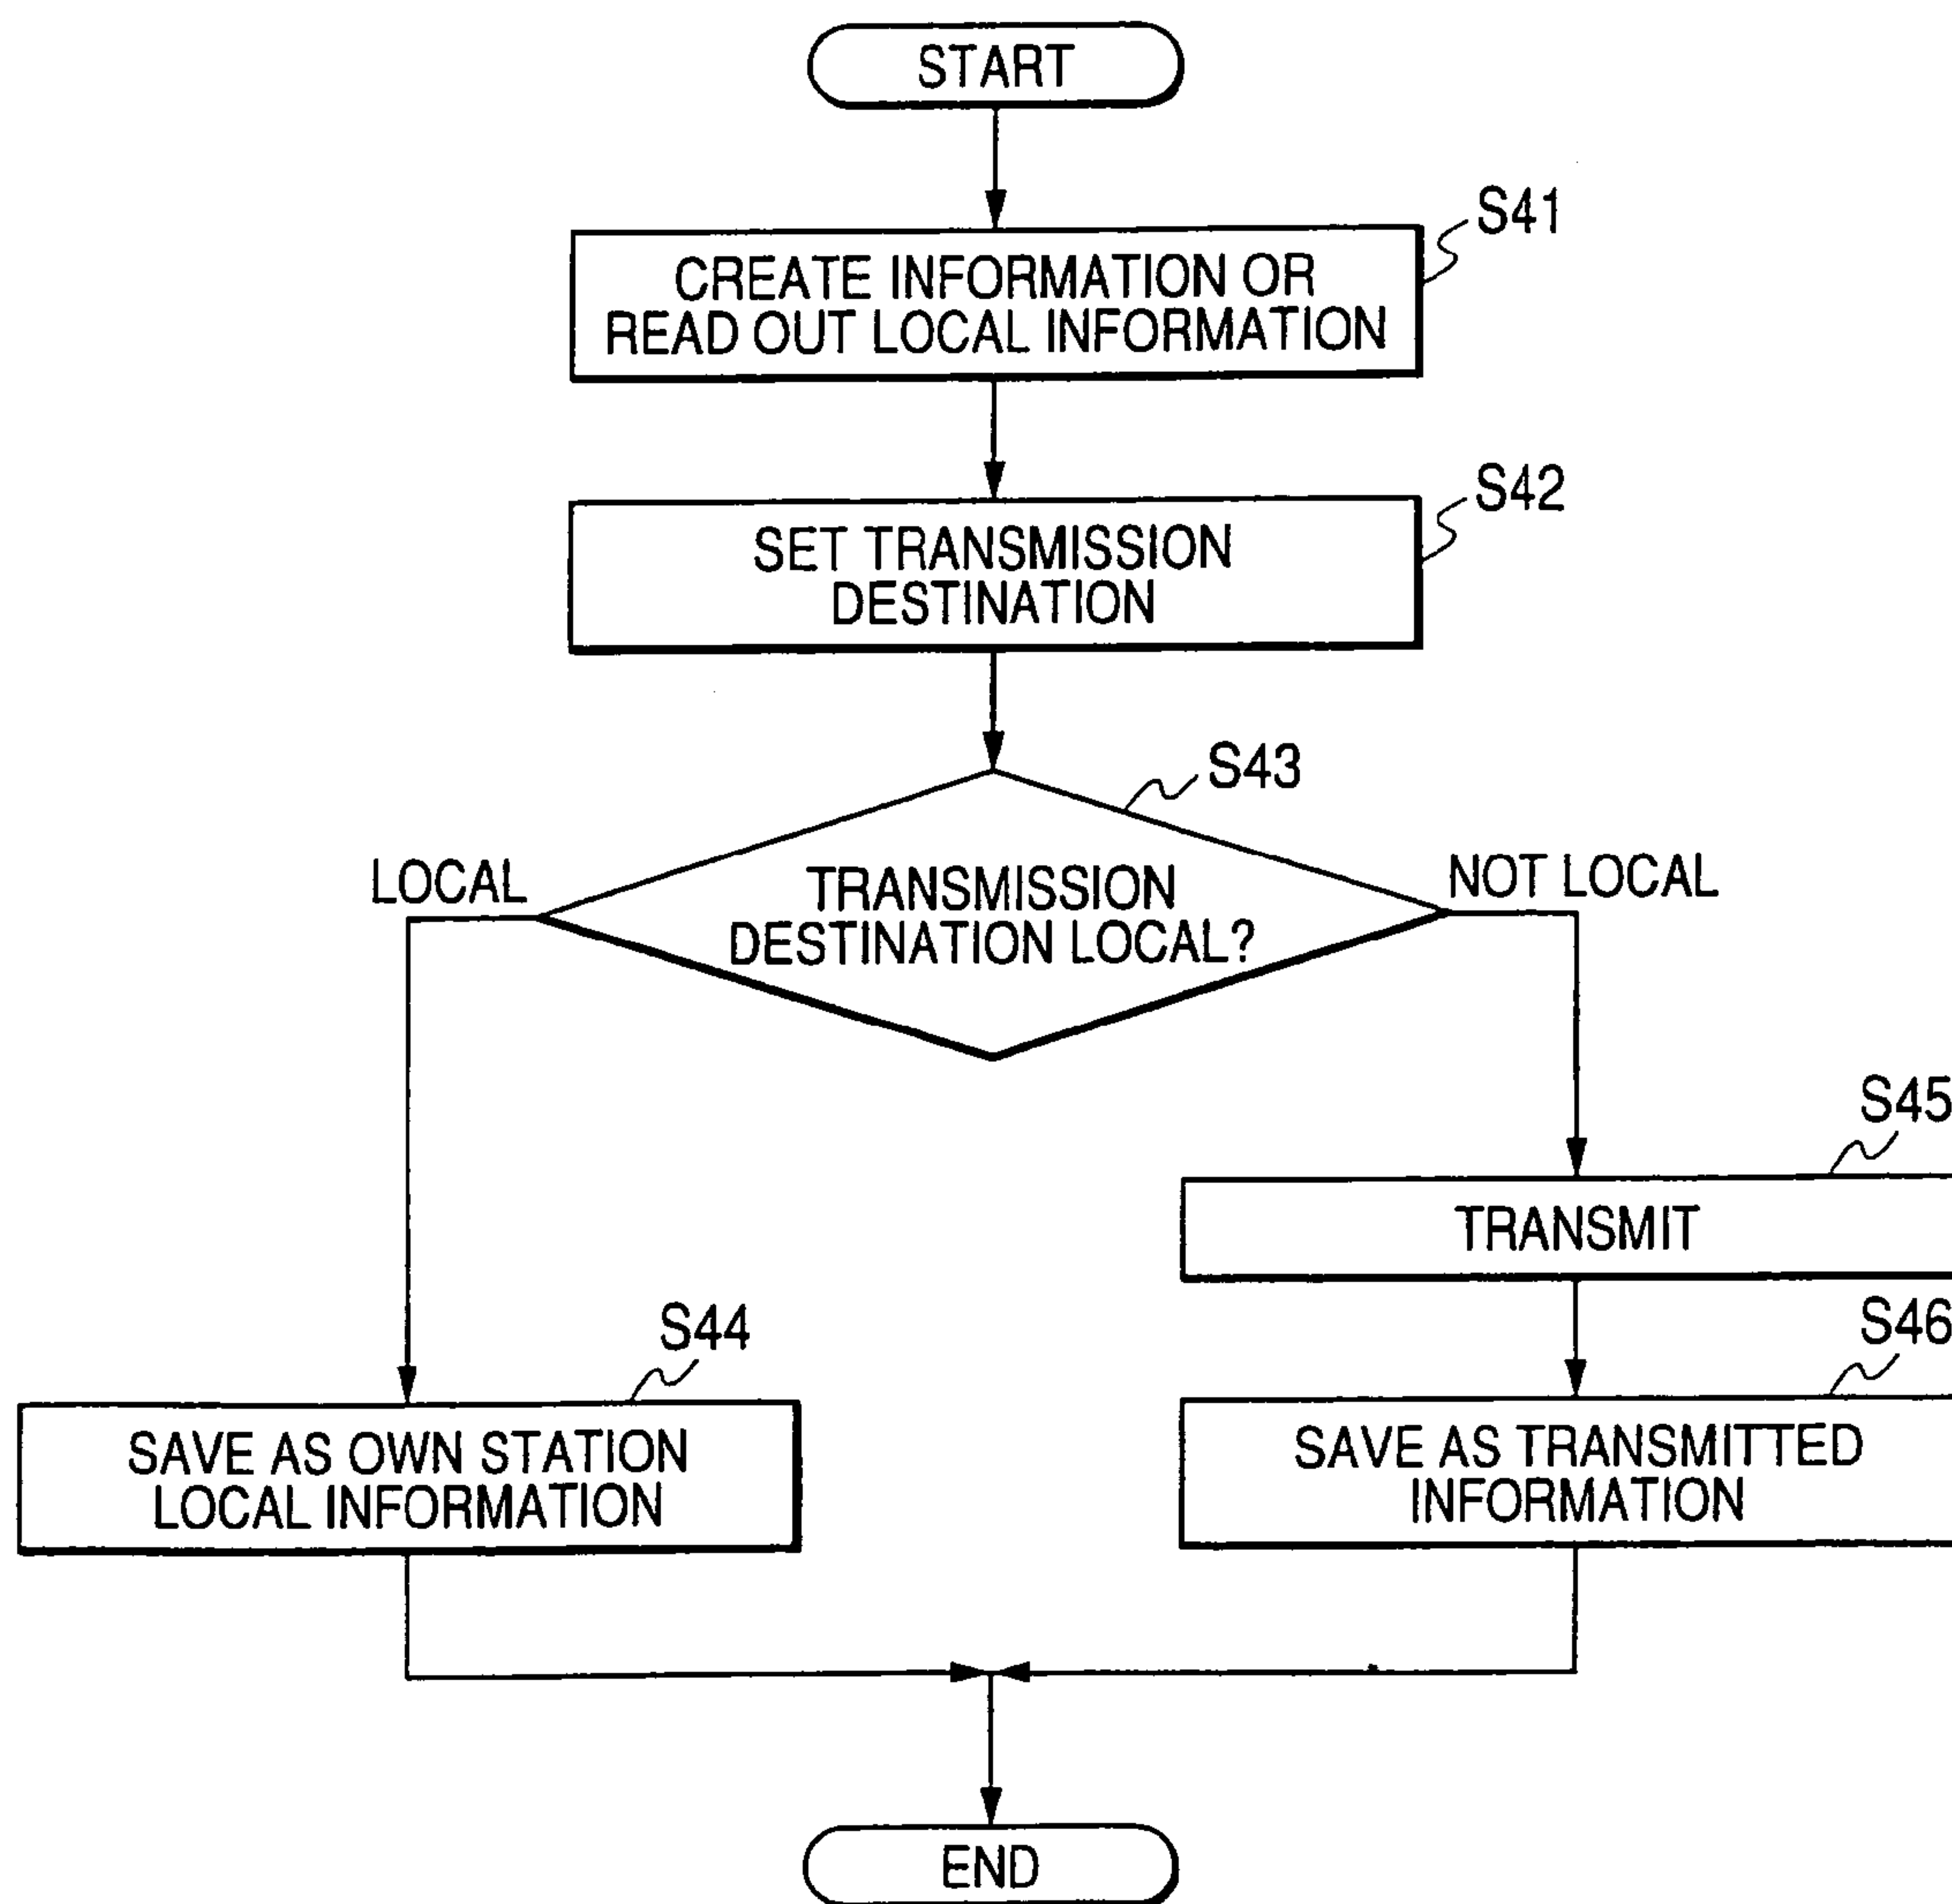 START
S41
CREATE INFORMATION OR
READ OUT LOCAL INFORMATION
S42
SET TRANSMISSION
DESTINATION
S43
LOCAL
TRANSMISSION
DESTINATION LOCAL?
NOT LOCAL
S45
TRANSMIT
S44
SAVE AS OWN STATION
LOCAL INFORMATION
S46
SAVE AS TRANSMITTED
INFORMATION
END